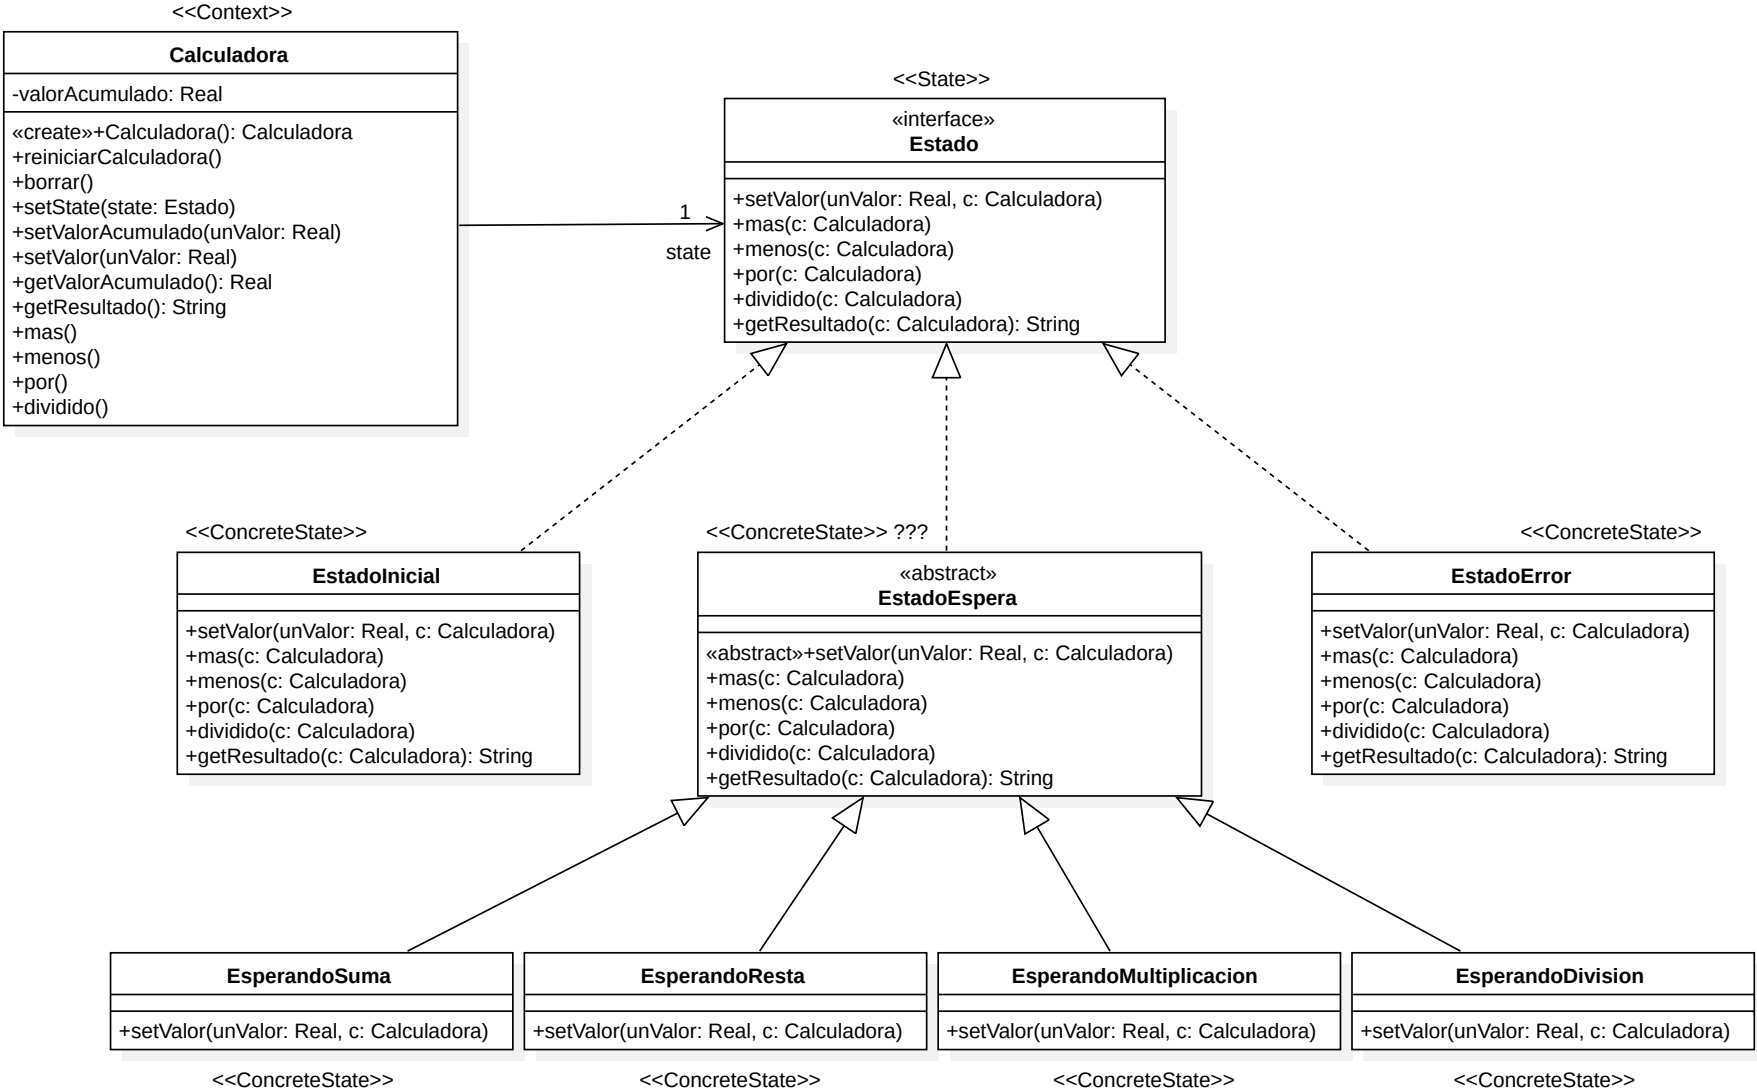 <<Context>>
Calculadora
-valorAcumulado: Real
«create»+Calculadora(): Calculadora
+reiniciarCalculadora()
+borrar()
+setState(state: Estado)
+setValorAcumulado(unValor: Real)
+setValor(unValor: Real)
+getValorAcumulado(): Real
+getResultado(): String
+mas()
+menos()
+por()
+dividido()
1
state
<<State>>
«interface»
Estado
+setValor(unValor: Real, c: Calculadora)
+mas(c: Calculadora)
+menos(c: Calculadora)
+por(c: Calculadora)
+dividido(c: Calculadora)
+getResultado(c: Calculadora): String
<<ConcreteState>>
EstadoInicial
+setValor(unValor: Real, c: Calculadora)
+mas(c: Calculadora)
+menos(c: Calculadora)
+por(c: Calculadora)
+dividido(c: Calculadora)
+getResultado(c: Calculadora): String
<<ConcreteState>> ???
«abstract»
EstadoEspera
«abstract»+setValor(unValor: Real, c: Calculadora)
+mas(c: Calculadora)
+menos(c: Calculadora)
+por(c: Calculadora)
+dividido(c: Calculadora)
+getResultado(c: Calculadora): String
<<ConcreteState>>
EstadoError
+setValor(unValor: Real, c: Calculadora)
+mas(c: Calculadora)
+menos(c: Calculadora)
+por(c: Calculadora)
+dividido(c: Calculadora)
+getResultado(c: Calculadora): String
EsperandoSuma
+setValor(unValor: Real, c: Calculadora)
<<ConcreteState>>
EsperandoResta
+setValor(unValor: Real, c: Calculadora)
<<ConcreteState>>
EsperandoMultiplicacion
+setValor(unValor: Real, c: Calculadora)
<<ConcreteState>>
EsperandoDivision
+setValor(unValor: Real, c: Calculadora)
<<ConcreteState>>